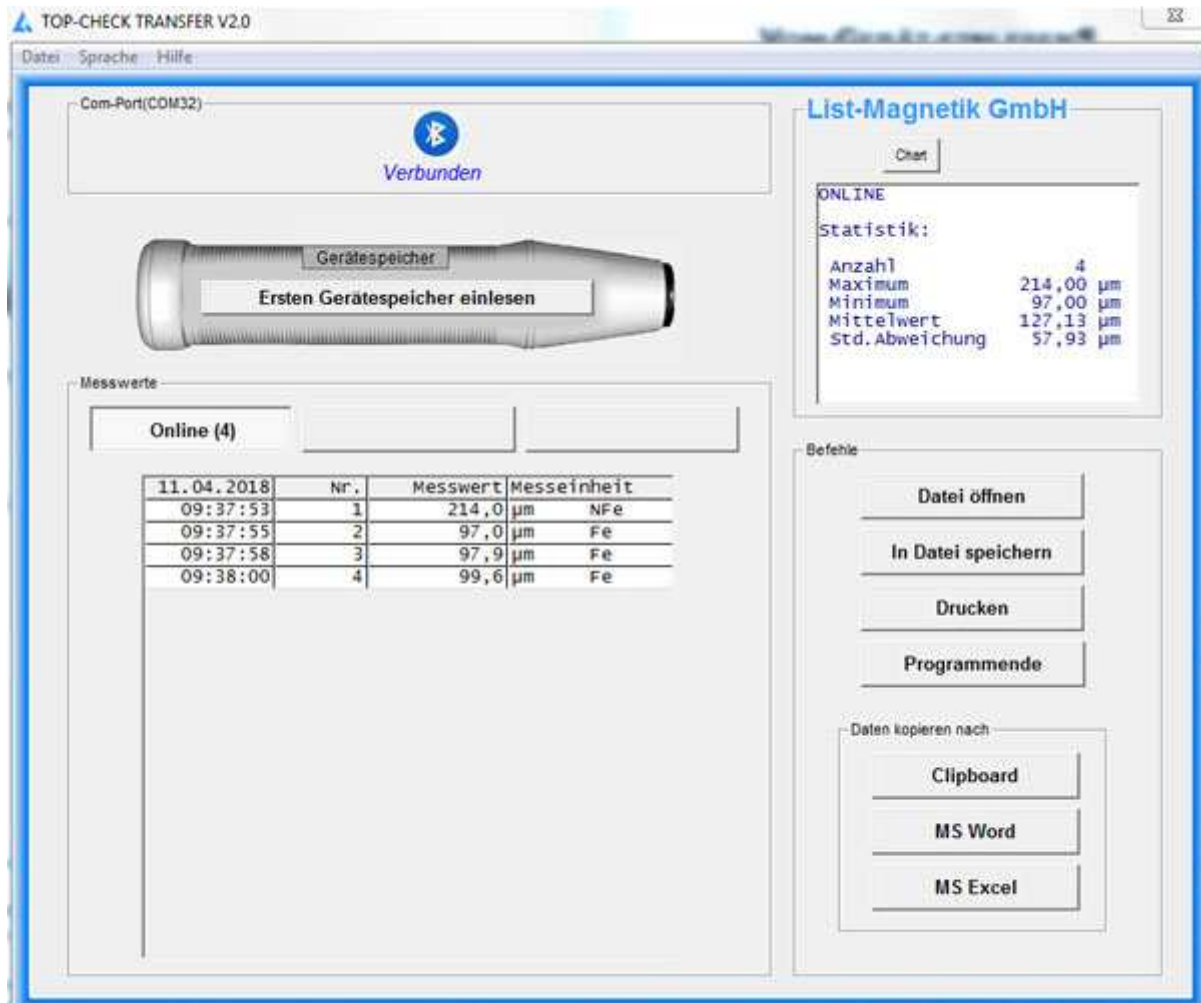 TOP-CHECK TRANSFER V2.0
Datei Sprache Hilfe
Com-Port(COM32)
Verbunden
Gerätespeicher
Ersten Gerätespeicher einlesen
Messwerte
Online (4)
11.04.2018 Nr. Messwert Messeinheit
09:37:53 1 214,0 µm NFe
09:37:55 2 97,0 µm Fe
09:37:58 3 97,9 µm Fe
09:38:00 4 99,6 µm Fe
List-Magnetik GmbH
Chart
ONLINE
Statistik:
Anzahl 4
Maximum 214,00 µm
Minimum 97,00 µm
Mittelwert 127,13 µm
Std.Abweichung 57,93 µm
Befehle
Datei öffnen
In Datei speichern
Drucken
Programmende
Daten kopieren nach
Clipboard
MS Word
MS Excel